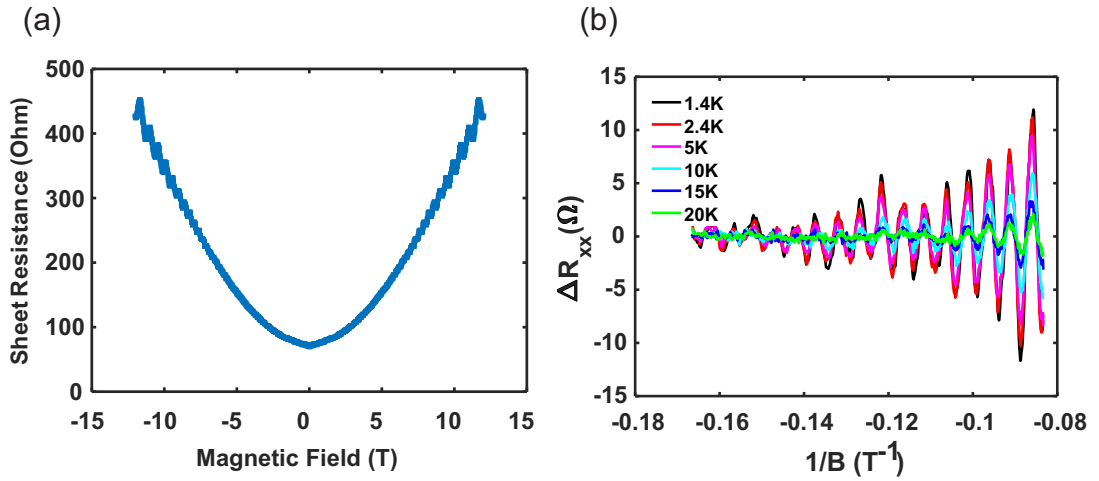 (a)
Sheet Resistance (Ohm)
500
400
300
200
100
0
-15 -10 -5 0 5 10 15
Magnetic Field (T)
(b)
ΔRxx(Ω)
15
10
5
0
-5
-10
-15
1.4K
2.4K
5K
10K
15K
20K
-0.18 -0.16 -0.14 -0.12 -0.1 -0.08
1/B (T⁻¹)